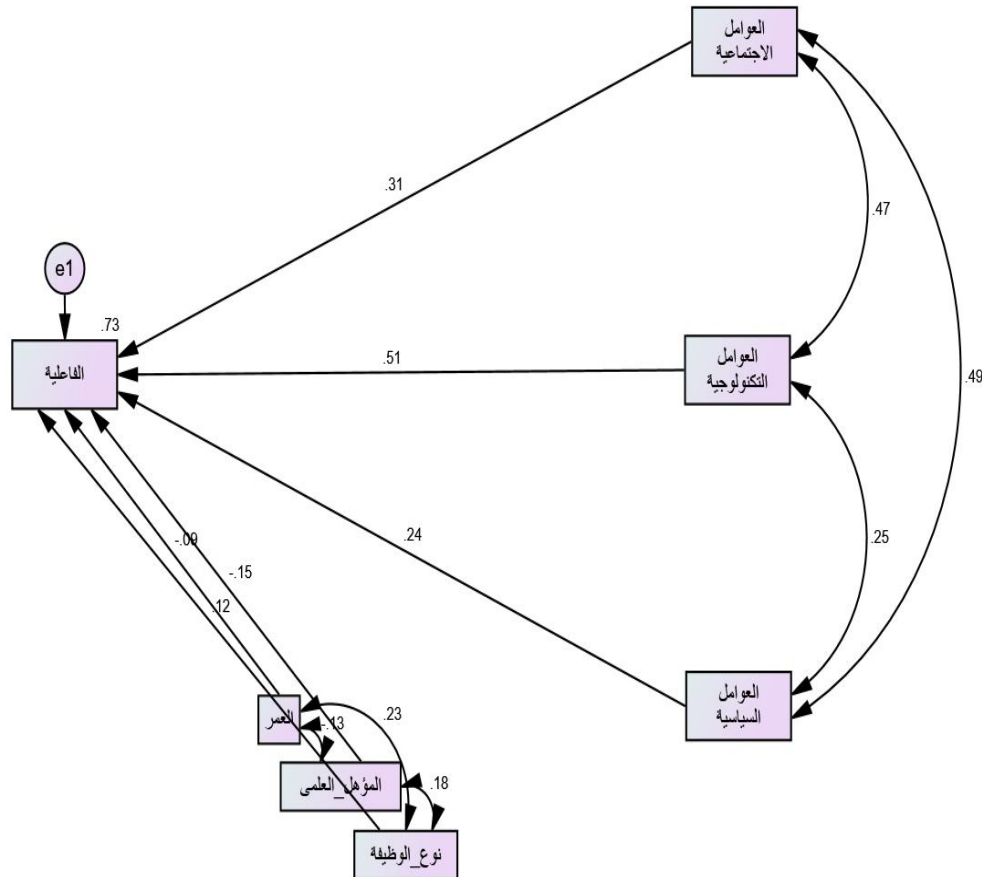 العوامل
الاجتماعية
.31
.47
e1
.73
العوامل
التكنولوجية
.51
الفاعلية
.49
.24
.25
-.09
-.15
.12
العوامل
السياسية
العمر
-.13
.23
المؤهل_العلمى
.18
نوع_الوظيفة